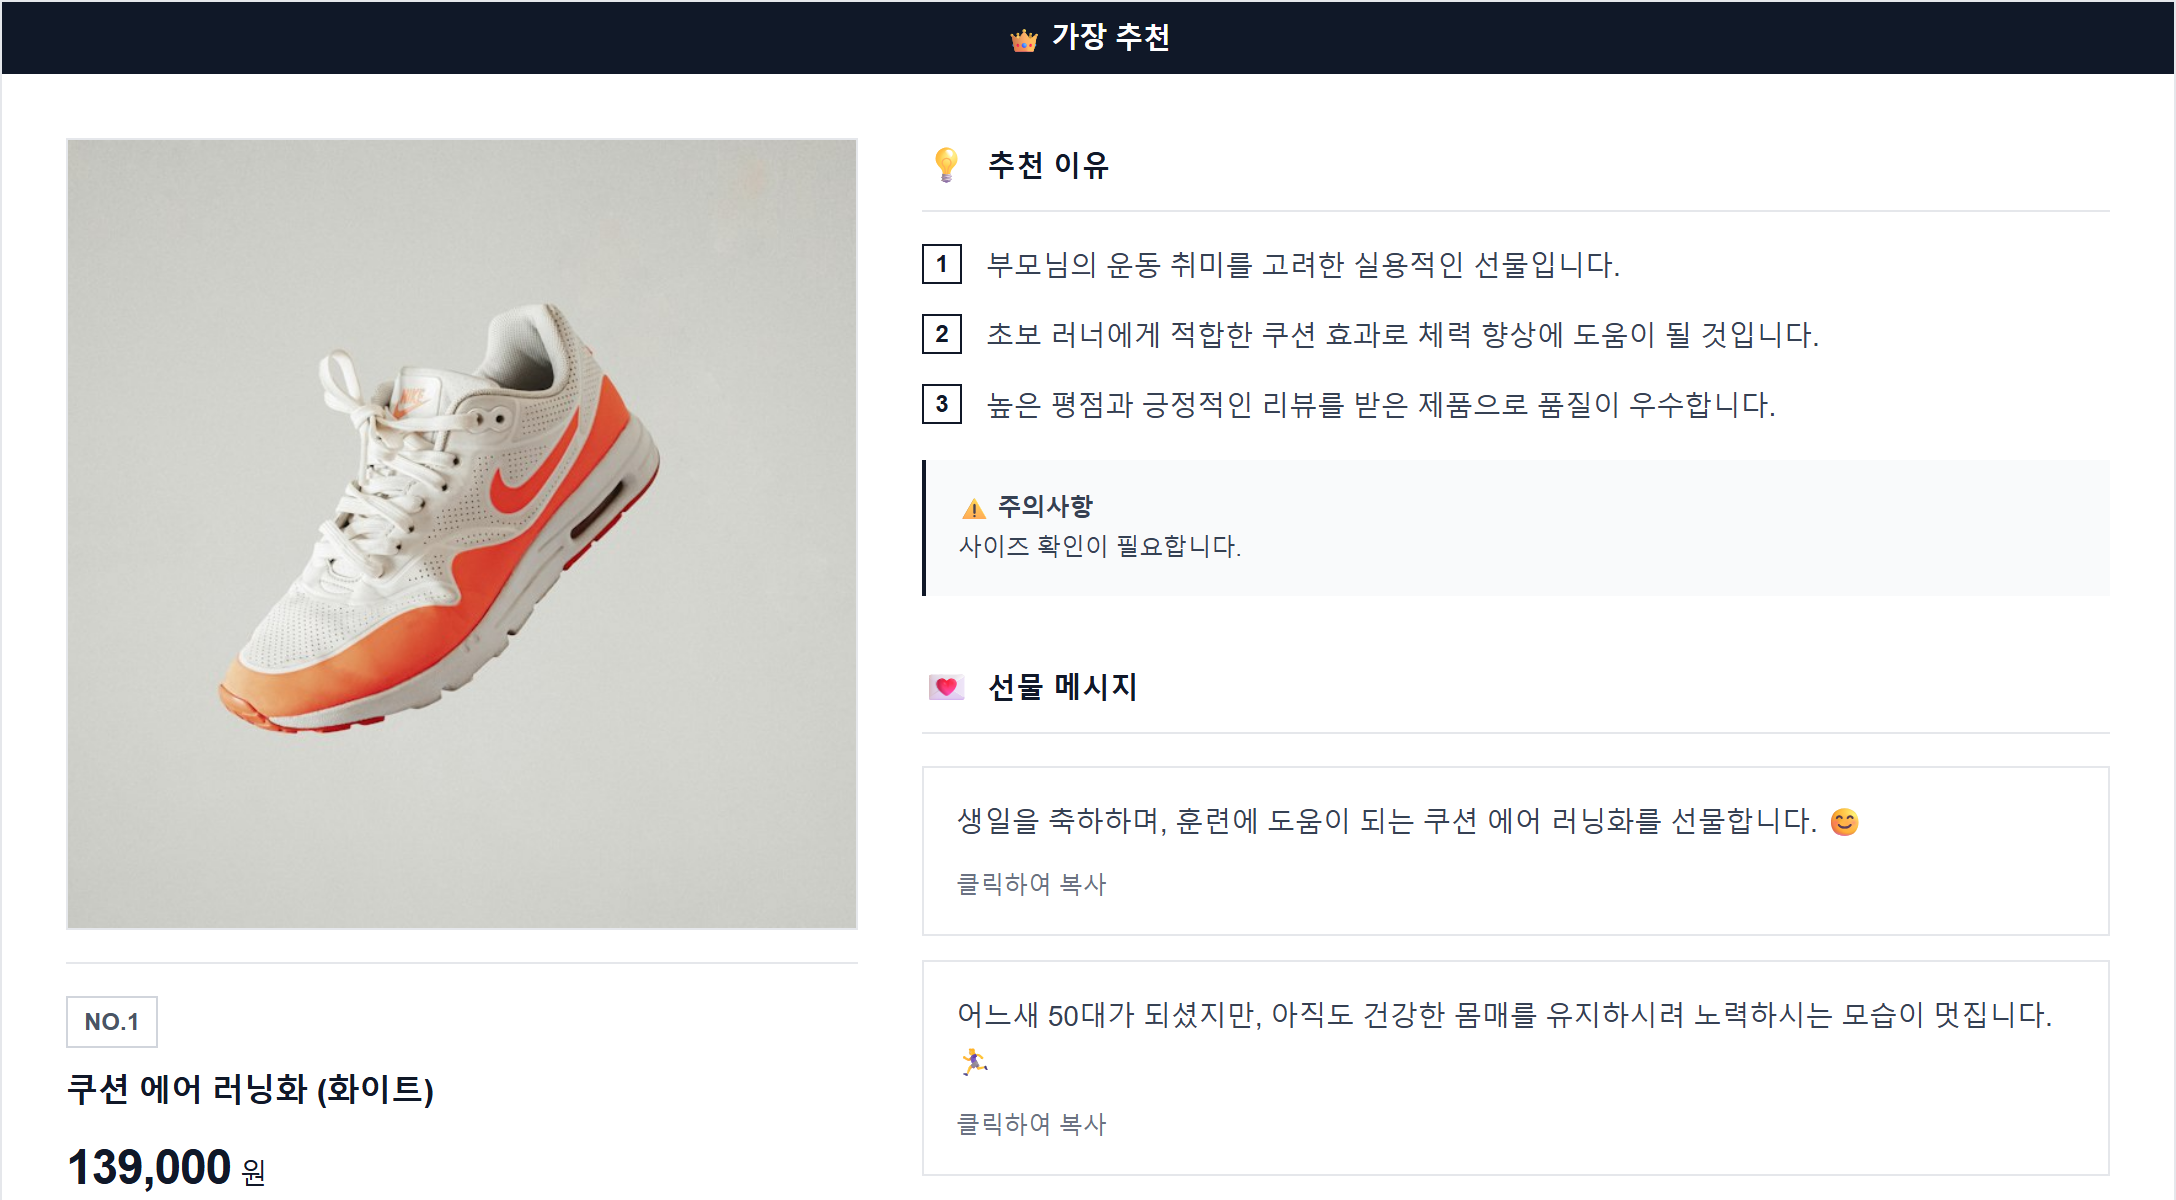 가장 추천
NIKE
NO.1
쿠션 에어 러닝화 (화이트)
139,000 원
추천 이유
1 부모님의 운동 취미를 고려한 실용적인 선물입니다.
2 초보 러너에게 적합한 쿠션 효과로 체력 향상에 도움이 될 것입니다.
3 높은 평점과 긍정적인 리뷰를 받은 제품으로 품질이 우수합니다.
주의사항
사이즈 확인이 필요합니다.
선물 메시지
생일을 축하하며, 훈련에 도움이 되는 쿠션 에어 러닝화를 선물합니다. 😊
클릭하여 복사
어느새 50대가 되셨지만, 아직도 건강한 몸매를 유지하시려 노력하시는 모습이 멋집니다.
🏃‍♀️
클릭하여 복사